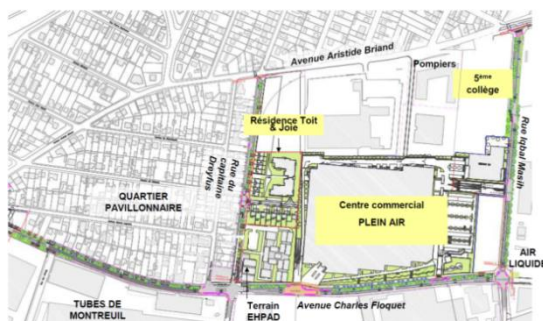 Avenue Aristide Briand
Pompiers
5ème
collège
Résidence Toit
& Joie
Rue du
capitaine
Dreyfus
Rue Iqbal Masih
QUARTIER
PAVILLONNAIRE
Centre commercial
PLEIN AIR
AIR
LIQUIDE
TUBES DE
MONTREUIL
Terrain
EHPAD
Avenue Charles Floquet